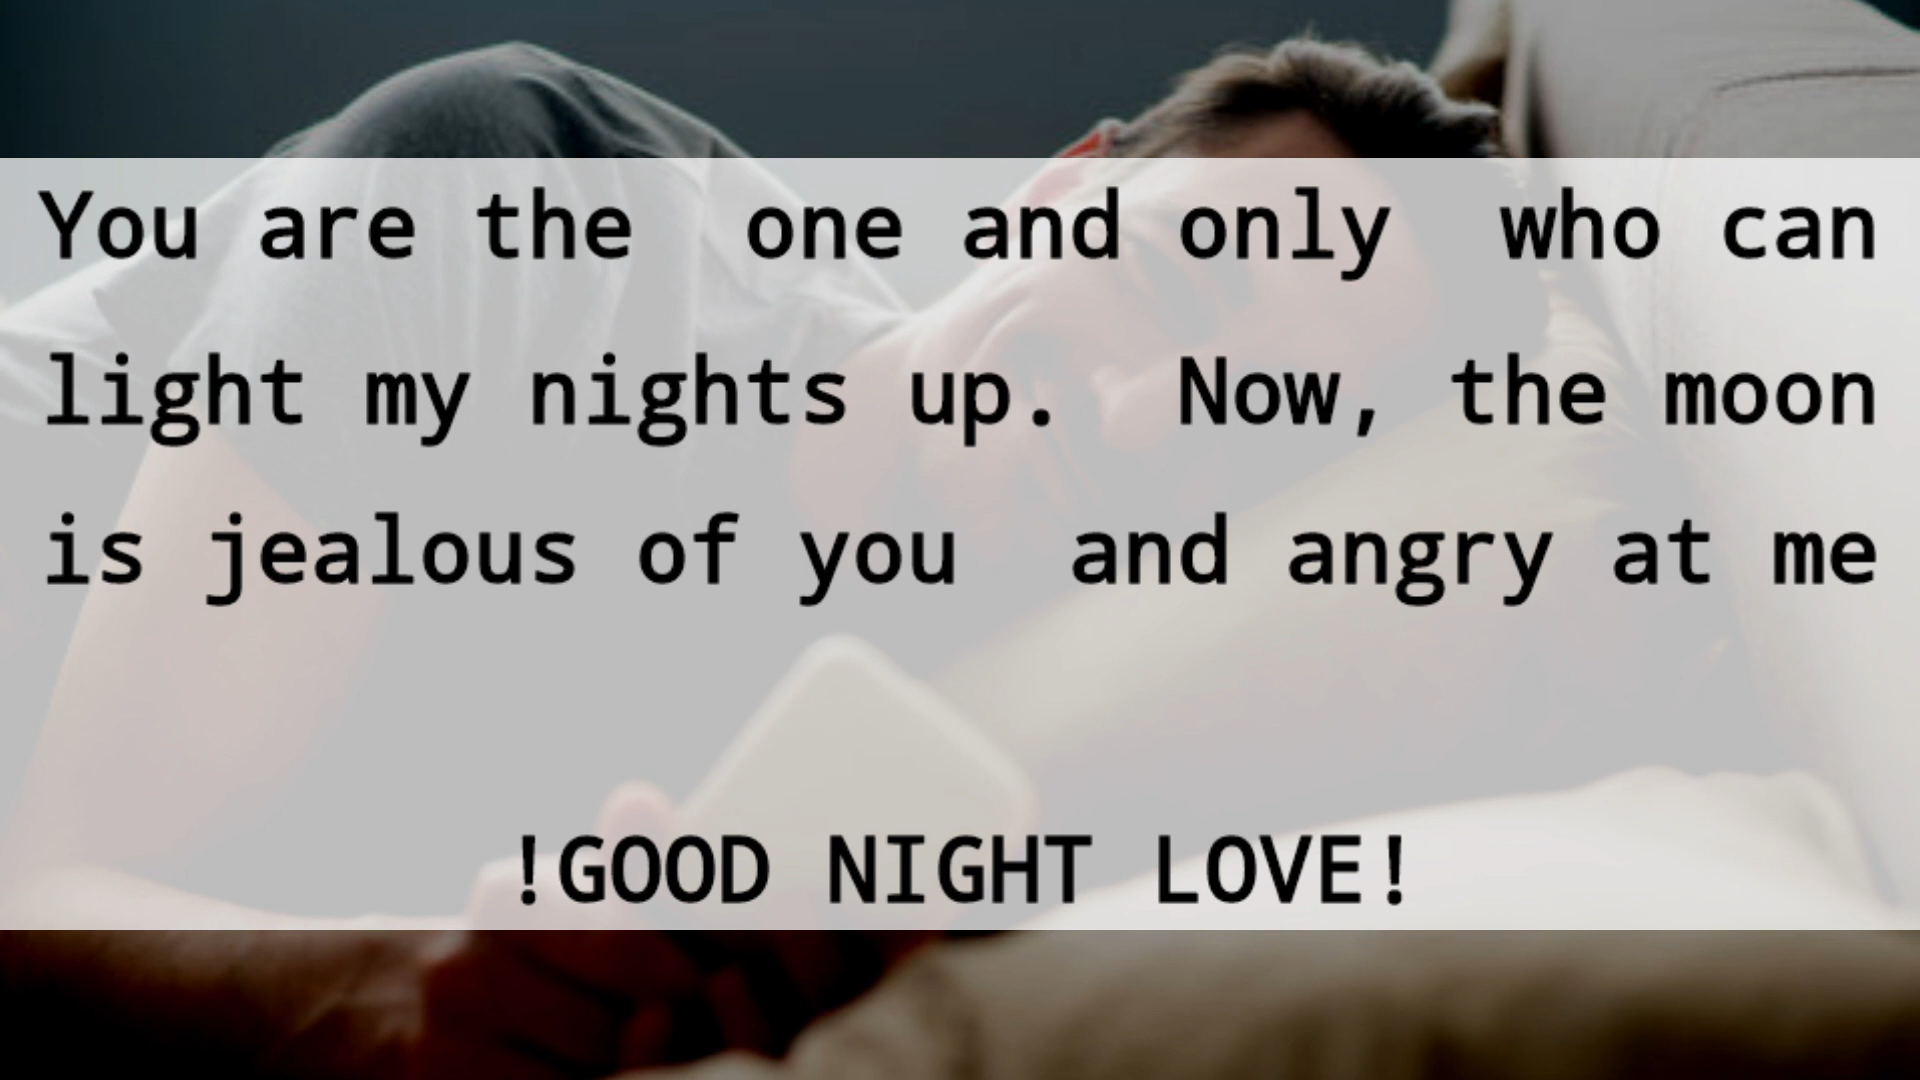 You are the  one and only  who can
light my nights up.  Now, the moon
is jealous of you  and angry at me
!GOOD NIGHT LOVE!